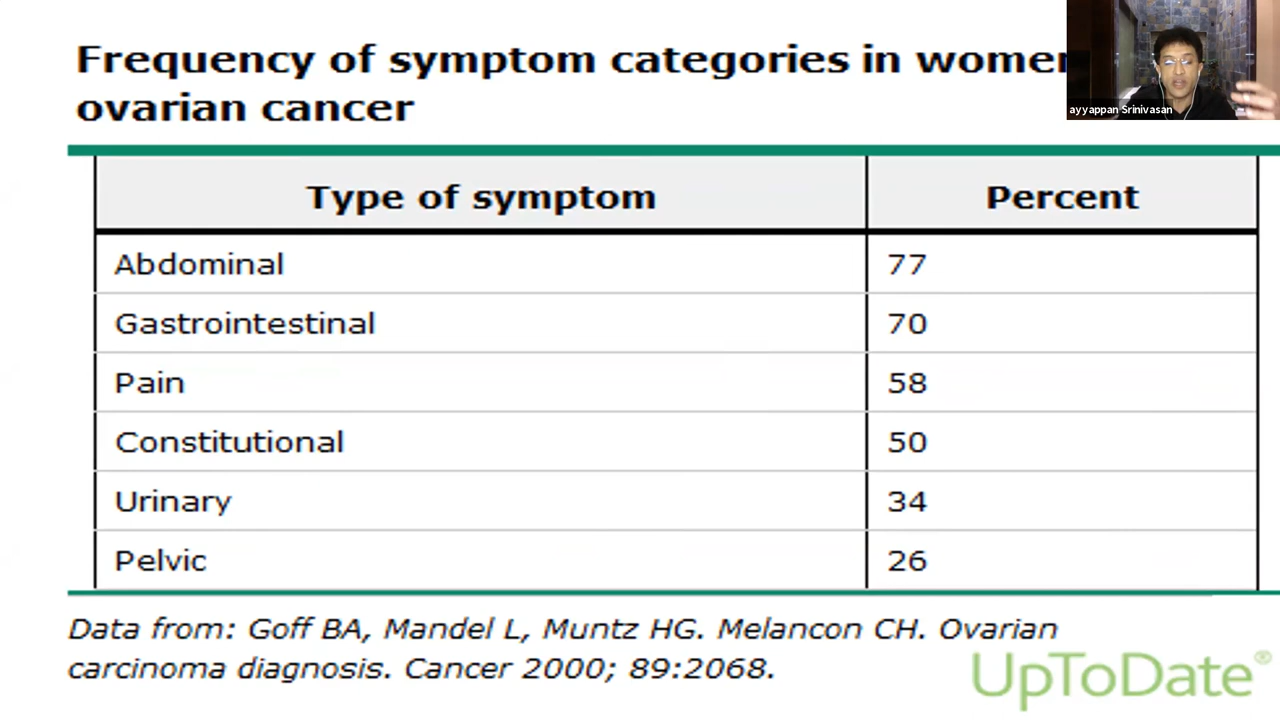 Frequency of symptom categories in women
ovarian cancer
ayyappan Srinivasan
Type of symptom Percent
Abdominal 77
Gastrointestinal 70
Pain 58
Constitutional 50
Urinary 34
Pelvic 26
Data from: Goff BA, Mandel L, Muntz HG. Melancon CH. Ovarian
carcinoma diagnosis. Cancer 2000; 89:2068.
UpToDate®